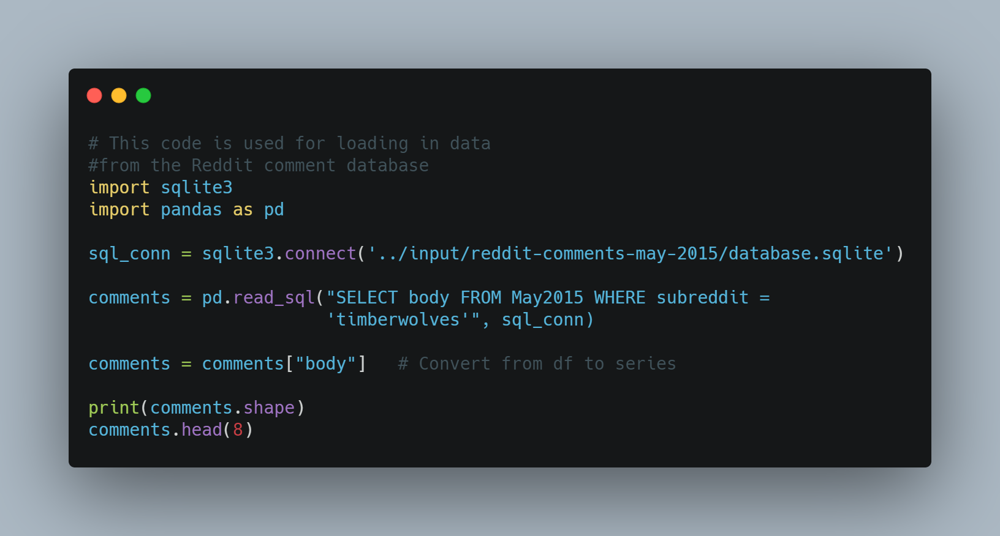 # This code is used for loading in data
#from the Reddit comment database
import sqlite3
import pandas as pd
sql_conn = sqlite3.connect('../input/reddit-comments-may-2015/database.sqlite')
comments = pd.read_sql("SELECT body FROM May2015 WHERE subreddit =
'timberwolves'", sql_conn)
comments = comments["body"]   # Convert from df to series
print(comments.shape)
comments.head(8)